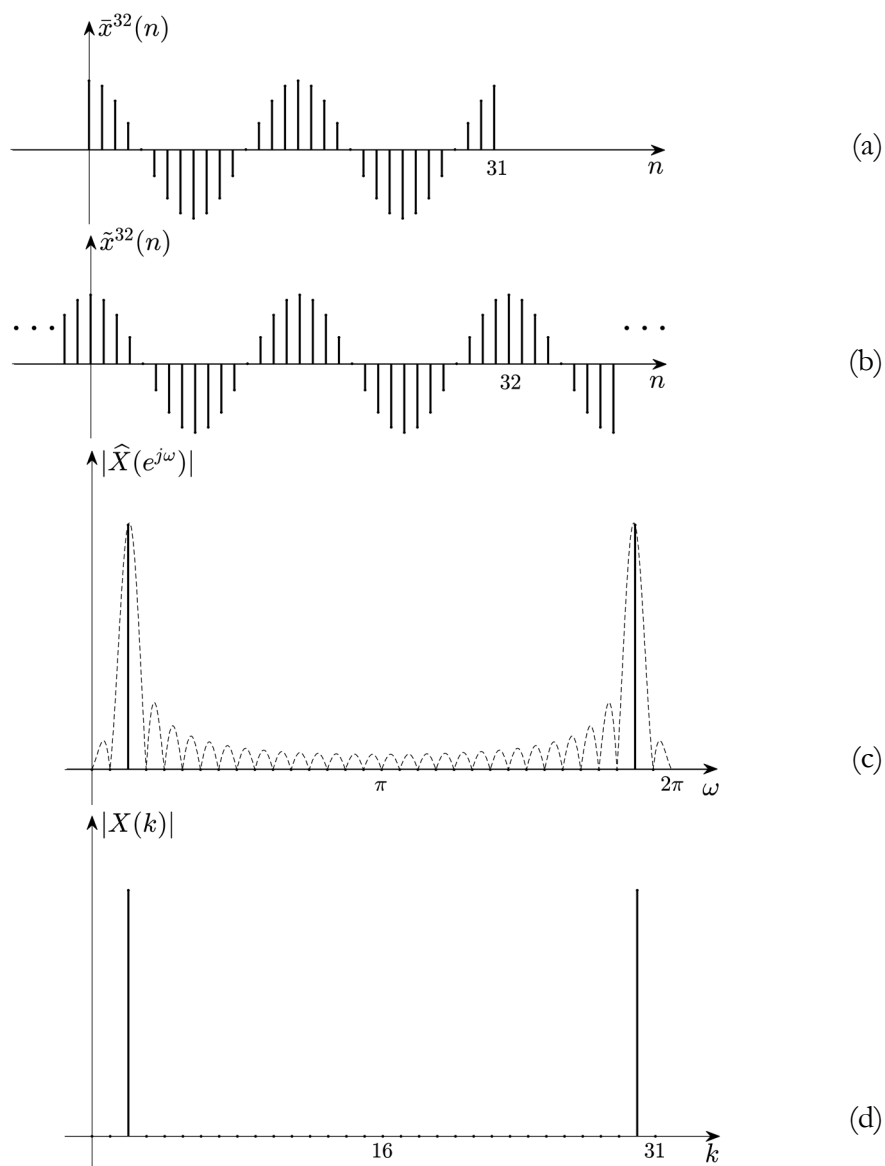 x̄³²(n)
31
n
(a)
x̃³²(n)
32
n
(b)
|X̂(e^{jω})|
π
2π
ω
(c)
|X(k)|
16
31
k
(d)